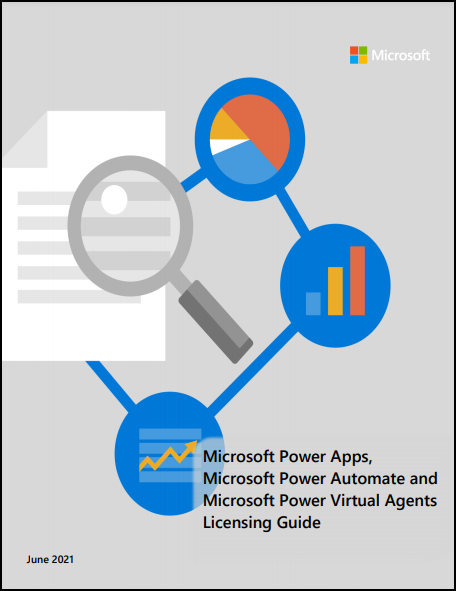 Microsoft
Microsoft Power Apps,
Microsoft Power Automate and
Microsoft Power Virtual Agents
Licensing Guide
June 2021